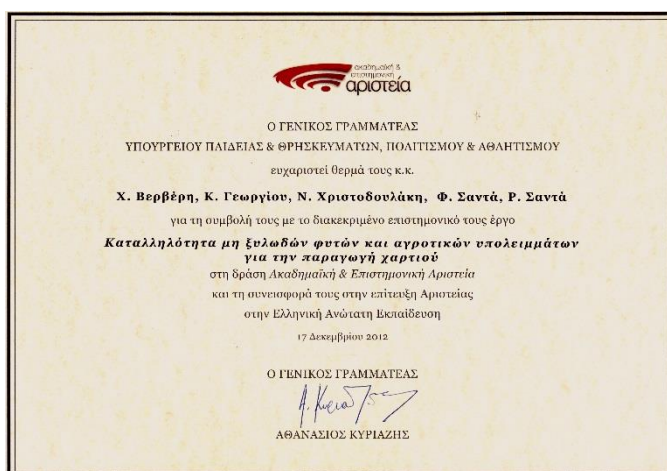 ακαδημαϊκή &
επιστημονική
αριστεία
Ο ΓΕΝΙΚΟΣ ΓΡΑΜΜΑΤΕΑΣ
ΥΠΟΥΡΓΕΙΟΥ ΠΑΙΔΕΙΑΣ & ΘΡΗΣΚΕΥΜΑΤΩΝ, ΠΟΛΙΤΙΣΜΟΥ & ΑΘΛΗΤΙΣΜΟΥ
ευχαριστεί θερμά τους κ.κ.
Χ. Βερβέρη, Κ. Γεωργίου, Ν. Χριστοδουλάκη, Φ. Σαντά, Ρ. Σαντά
για τη συμβολή τους με το διακεκριμένο επιστημονικό τους έργο
Καταλληλότητα μη ξυλωδών φυτών και αγροτικών υπολειμμάτων
για την παραγωγή χαρτιού
στη δράση Ακαδημαϊκή & Επιστημονική Αριστεία
και τη συνεισφορά τους στην επίτευξη Αριστείας
στην Ελληνική Ανώτατη Εκπαίδευση
17 Δεκεμβρίου 2012
Ο ΓΕΝΙΚΟΣ ΓΡΑΜΜΑΤΕΑΣ
ΑΘΑΝΑΣΙΟΣ ΚΥΡΙΑΖΗΣ